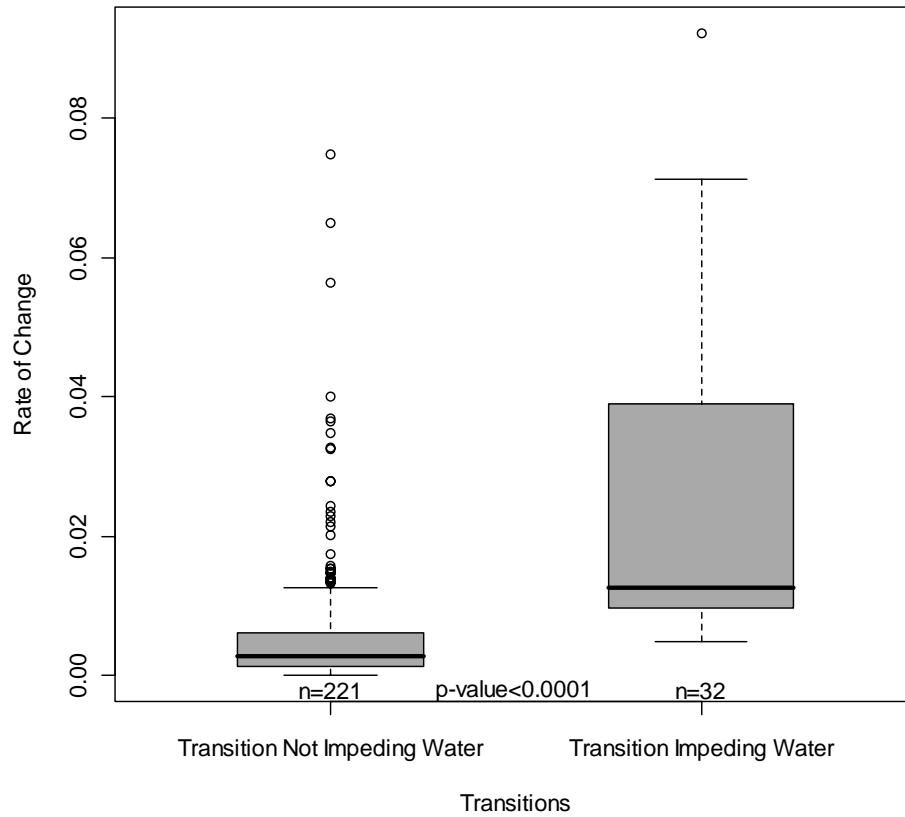 0.08
0.06
0.04
0.02
0.00
Rate of Change
n=221
p-value<0.0001
n=32
Transition Not Impeding Water
Transition Impeding Water
Transitions